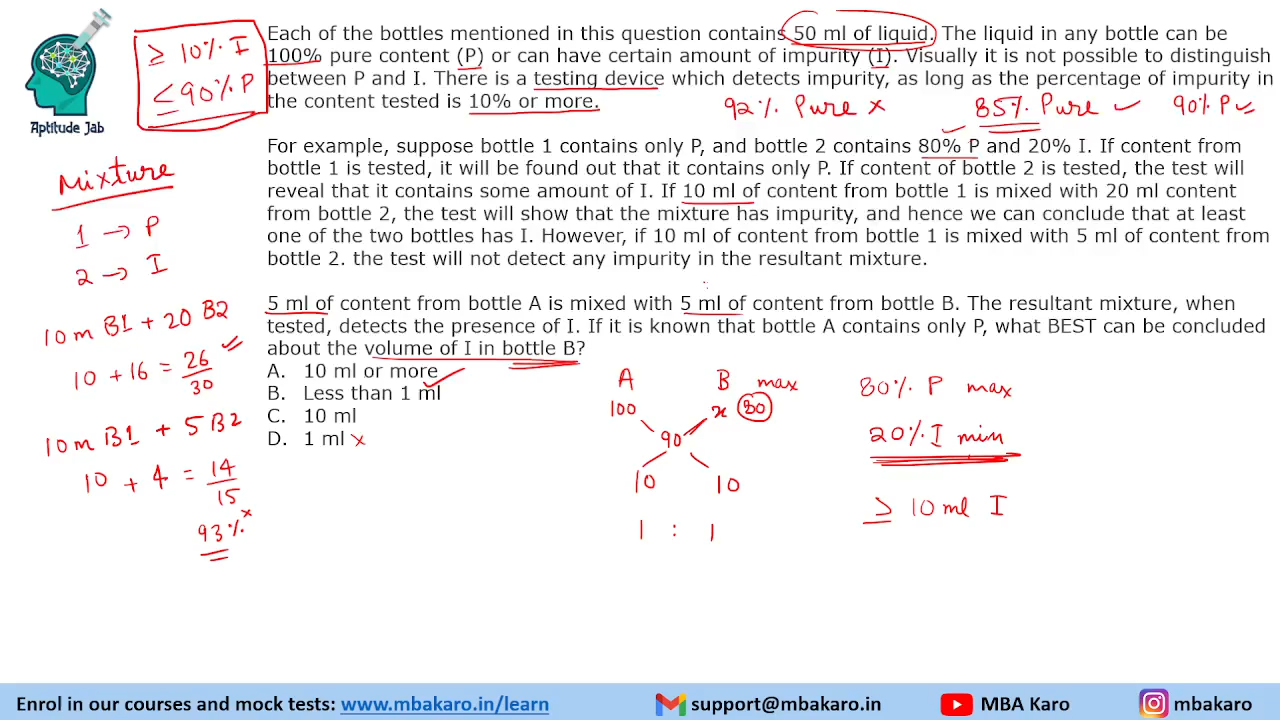 Each of the bottles mentioned in this question contains 50 ml of liquid. The liquid in any bottle can be
100% pure content (P) or can have certain amount of impurity (I). Visually it is not possible to distinguish
between P and I. There is a testing device which detects impurity, as long as the percentage of impurity in
the content tested is 10% or more.
≥ 10% I
≤ 90% P
Aptitude Jab
92% Pure x
85% Pure ✓
90% P ✓
For example, suppose bottle 1 contains only P, and bottle 2 contains 80% P and 20% I. If content from
bottle 1 is tested, it will be found out that it contains only P. If content of bottle 2 is tested, the test will
reveal that it contains some amount of I. If 10 ml of content from bottle 1 is mixed with 20 ml content
from bottle 2, the test will show that the mixture has impurity, and hence we can conclude that at least
one of the two bottles has I. However, if 10 ml of content from bottle 1 is mixed with 5 ml of content from
bottle 2. the test will not detect any impurity in the resultant mixture.
Mixture
1 → P
2 → I
10 m B1 + 20 B2
10 + 16 = 26/30 ✓
10 m B1 + 5 B2
10 + 4 = 14/15
93% x
5 ml of content from bottle A is mixed with 5 ml of content from bottle B. The resultant mixture, when
tested, detects the presence of I. If it is known that bottle A contains only P, what BEST can be concluded
about the volume of I in bottle B?
A. 10 ml or more ✓
B. Less than 1 ml
C. 10 ml
D. 1 ml x
A B max
100 x 80
90
10 10
1 : 1
80% P max
20% I min
≥ 10 ml I
Enrol in our courses and mock tests: www.mbakaro.in/learn
support@mbakaro.in
MBA Karo
mbakaro